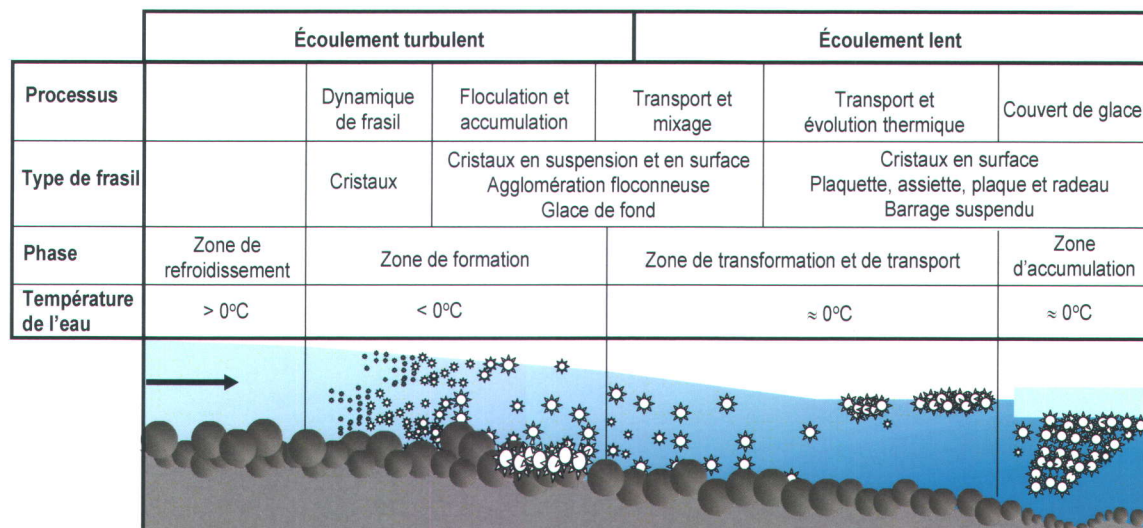 Écoulement turbulent
Écoulement lent
Processus
Dynamique
de frasil
Floculation et
accumulation
Transport et
mixage
Transport et
évolution thermique
Couvert de glace
Type de frasil
Cristaux
Cristaux en suspension et en surface
Agglomération floconneuse
Glace de fond
Cristaux en surface
Plaquette, assiette, plaque et radeau
Barrage suspendu
Phase
Zone de
refroidissement
Zone de formation
Zone de transformation et de transport
Zone
d'accumulation
Température
de l'eau
> 0°C
< 0°C
≈ 0°C
≈ 0°C